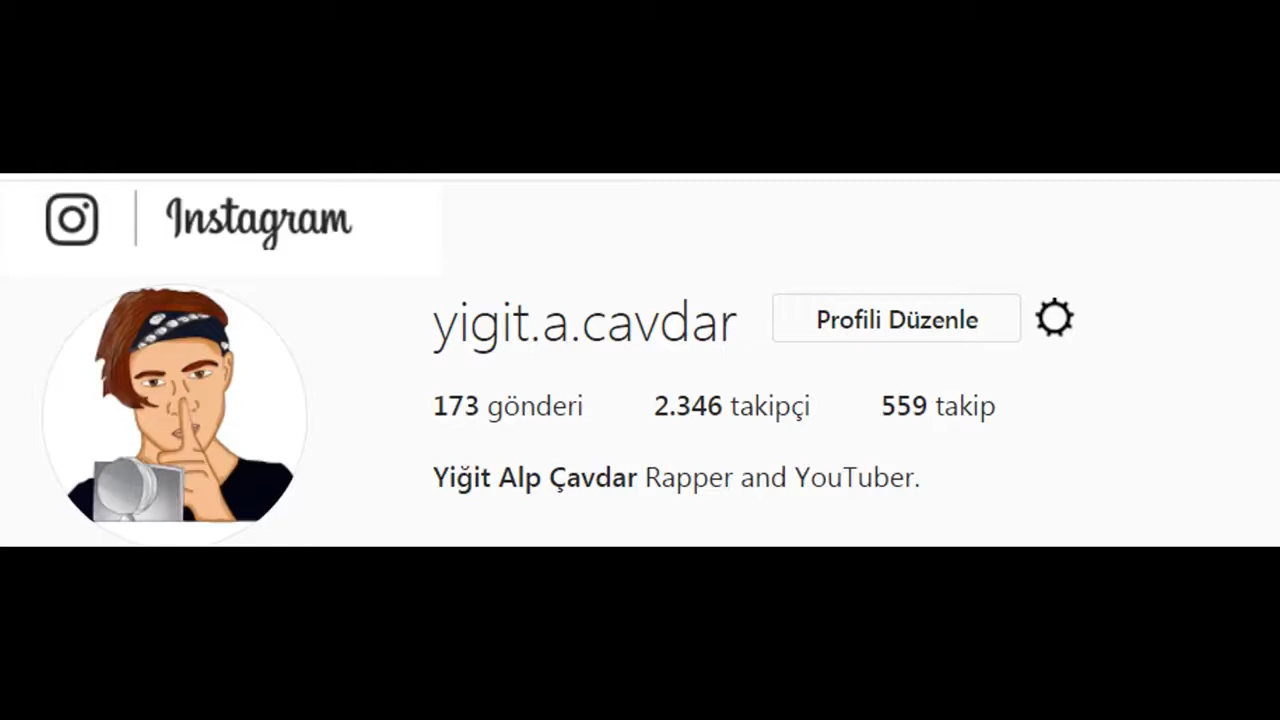 Instagram
yigit.a.cavdar Profili Düzenle
173 gönderi 2.346 takipçi 559 takip
Yiğit Alp Çavdar Rapper and YouTuber.